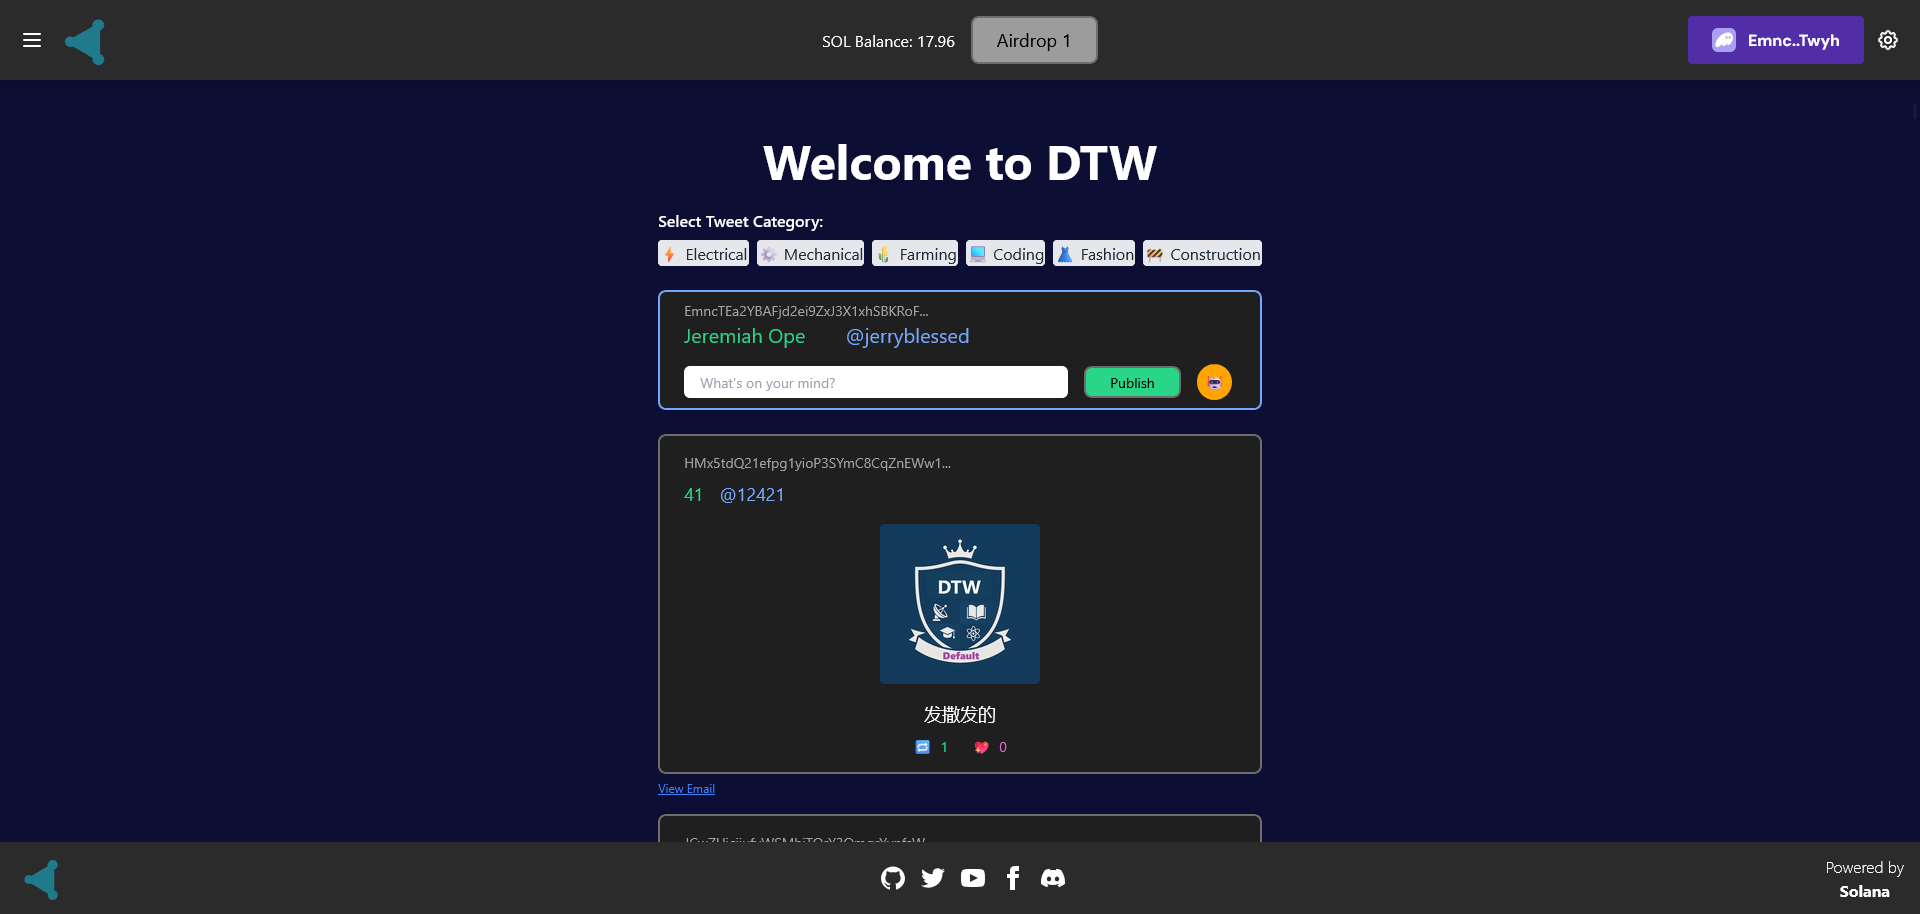 SOL Balance: 17.96
Airdrop 1
Emnc..Twyh
Welcome to DTW
Select Tweet Category:
Electrical
Mechanical
Farming
Coding
Fashion
Construction
EmncTEa2YBAFjd2ei9ZxJ3X1xhSBKRoF...
Jeremiah Ope @jerryblessed
What's on your mind?
Publish
HMx5tdQ21efpg1yioP3SYmC8CqZnEWw1...
41 @12421
DTW
Default
发撒发的
1
0
View Email
Powered by
Solana